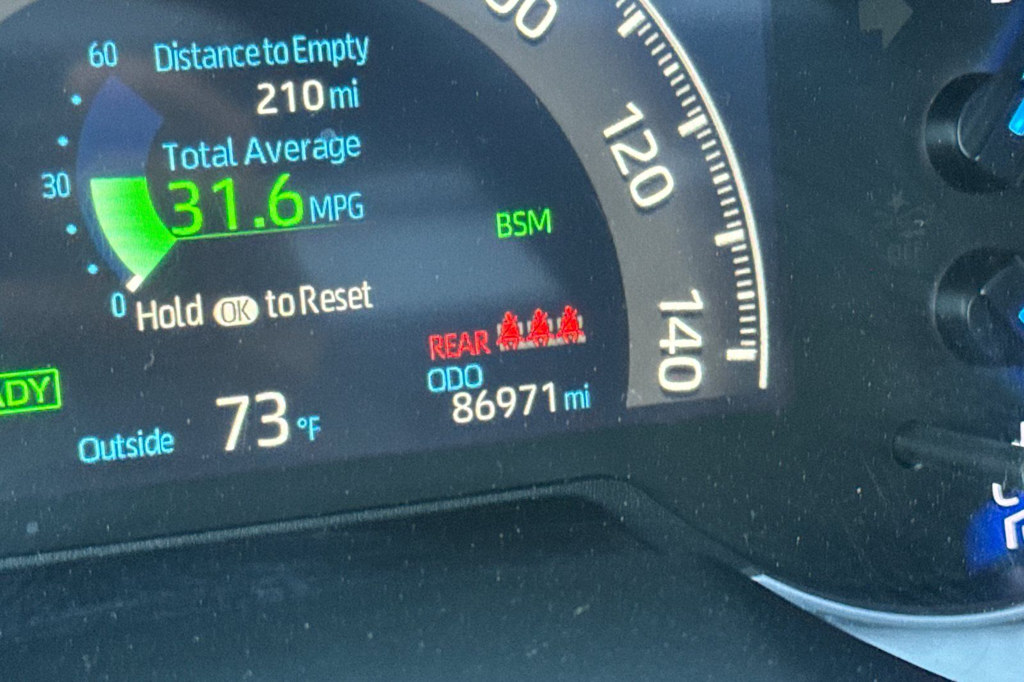 60 Distance to Empty
210 mi
Total Average
30 31.6 MPG
0 Hold OK to Reset
BSM
REAR
ODO
86971 mi
Outside 73 °F
120
140